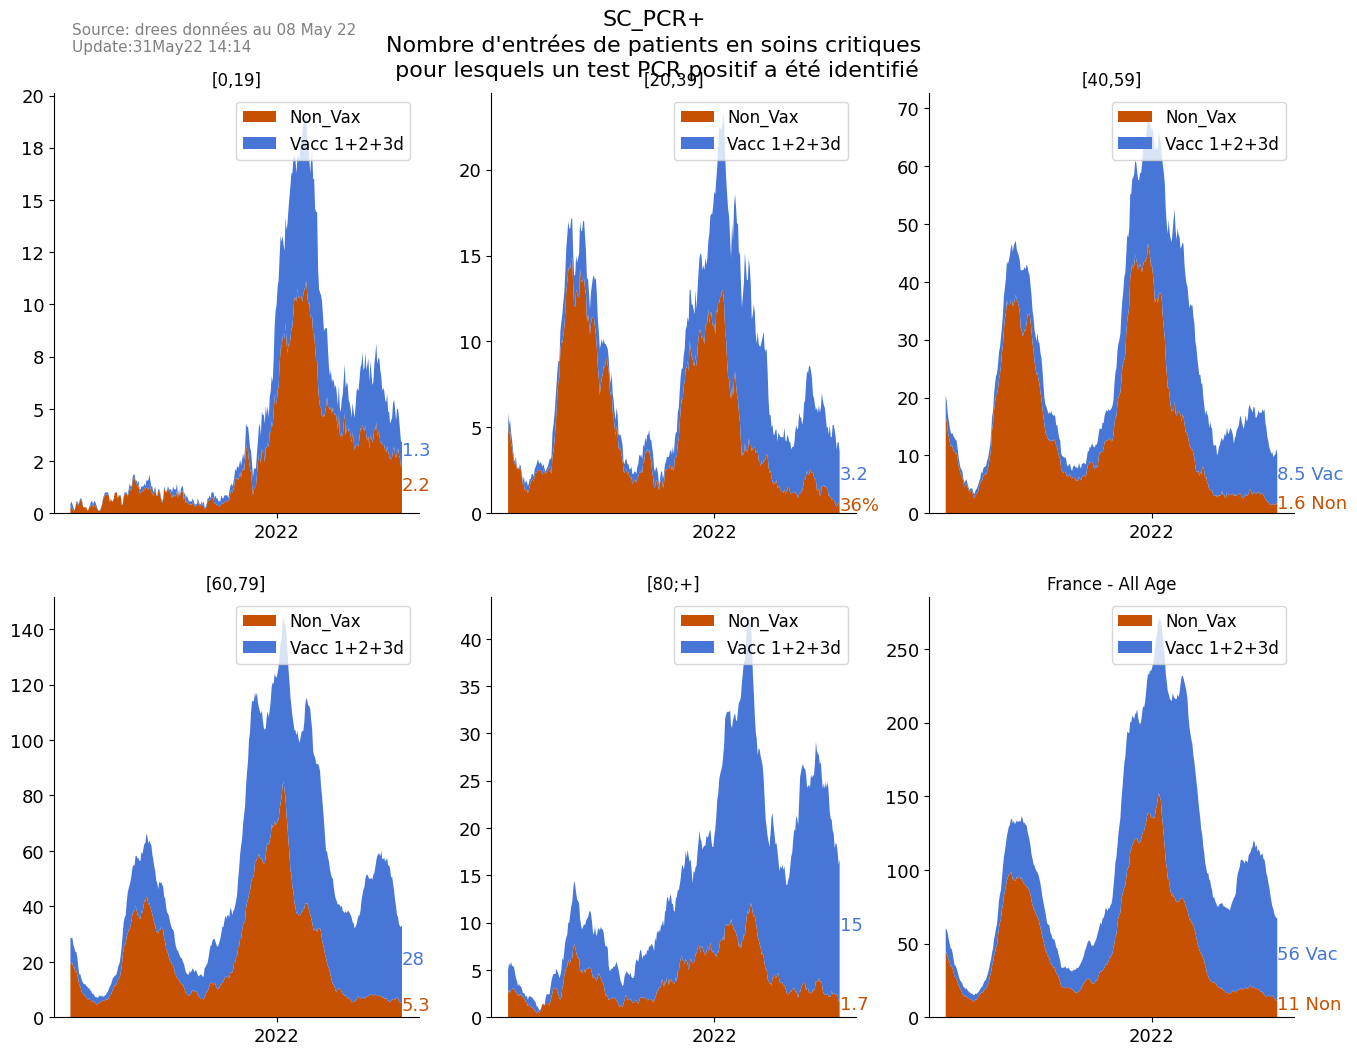 Source: drees données au 08 May 22
Update:31May22 14:14
SC_PCR+
Nombre d'entrées de patients en soins critiques
pour lesquels un test PCR positif a été identifié
[0,19]
20
18
15
12
10
8
5
2
0
Non_Vax
Vacc 1+2+3d
1.3
2.2
2022
[20,39]
20
15
10
5
0
Non_Vax
Vacc 1+2+3d
3.2
36%
2022
[40,59]
70
60
50
40
30
20
10
0
Non_Vax
Vacc 1+2+3d
8.5 Vac
1.6 Non
2022
[60,79]
140
120
100
80
60
40
20
0
Non_Vax
Vacc 1+2+3d
28
5.3
2022
[80;+]
40
35
30
25
20
15
10
5
0
Non_Vax
Vacc 1+2+3d
15
1.7
2022
France - All Age
250
200
150
100
50
0
Non_Vax
Vacc 1+2+3d
56 Vac
11 Non
2022